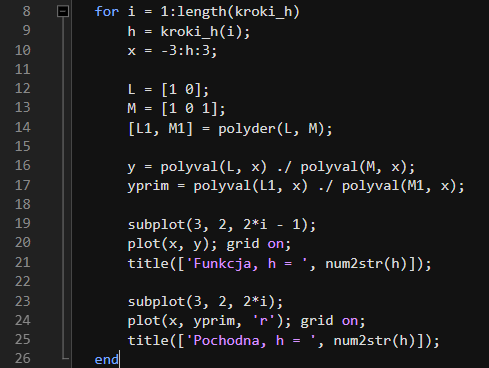 8 for i = 1:length(kroki_h)
9 h = kroki_h(i);
10 x = -3:h:3;
11
12 L = [1 0];
13 M = [1 0 1];
14 [L1, M1] = polyder(L, M);
15
16 y = polyval(L, x) ./ polyval(M, x);
17 yprim = polyval(L1, x) ./ polyval(M1, x);
18
19 subplot(3, 2, 2*i - 1);
20 plot(x, y); grid on;
21 title(['Funkcja, h = ', num2str(h)]);
22
23 subplot(3, 2, 2*i);
24 plot(x, yprim, 'r'); grid on;
25 title(['Pochodna, h = ', num2str(h)]);
26 end